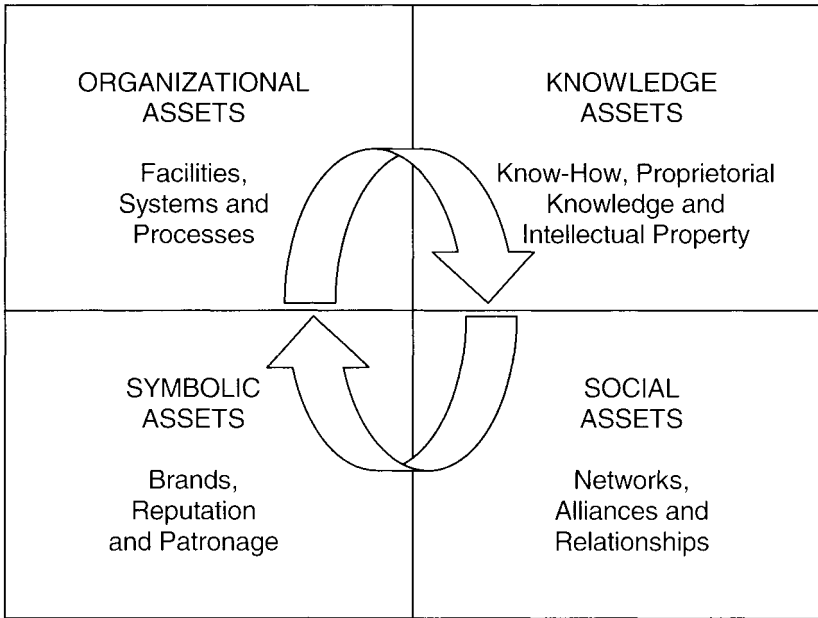 ORGANIZATIONAL
ASSETS
Facilities,
Systems and
Processes
KNOWLEDGE
ASSETS
Know-How, Proprietorial
Knowledge and
Intellectual Property
SYMBOLIC
ASSETS
Brands,
Reputation
and Patronage
SOCIAL
ASSETS
Networks,
Alliances and
Relationships